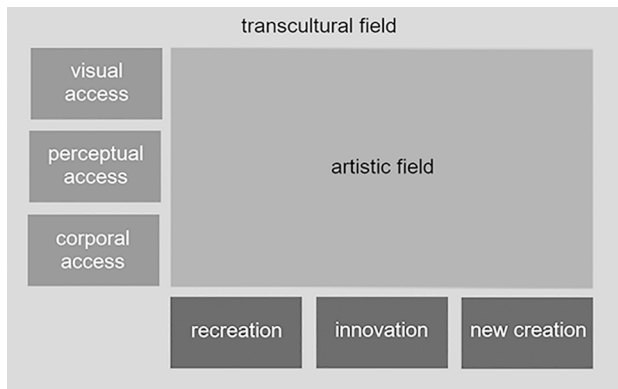 transcultural field
visual
access
perceptual
access
corporal
access
artistic field
recreation
innovation
new creation